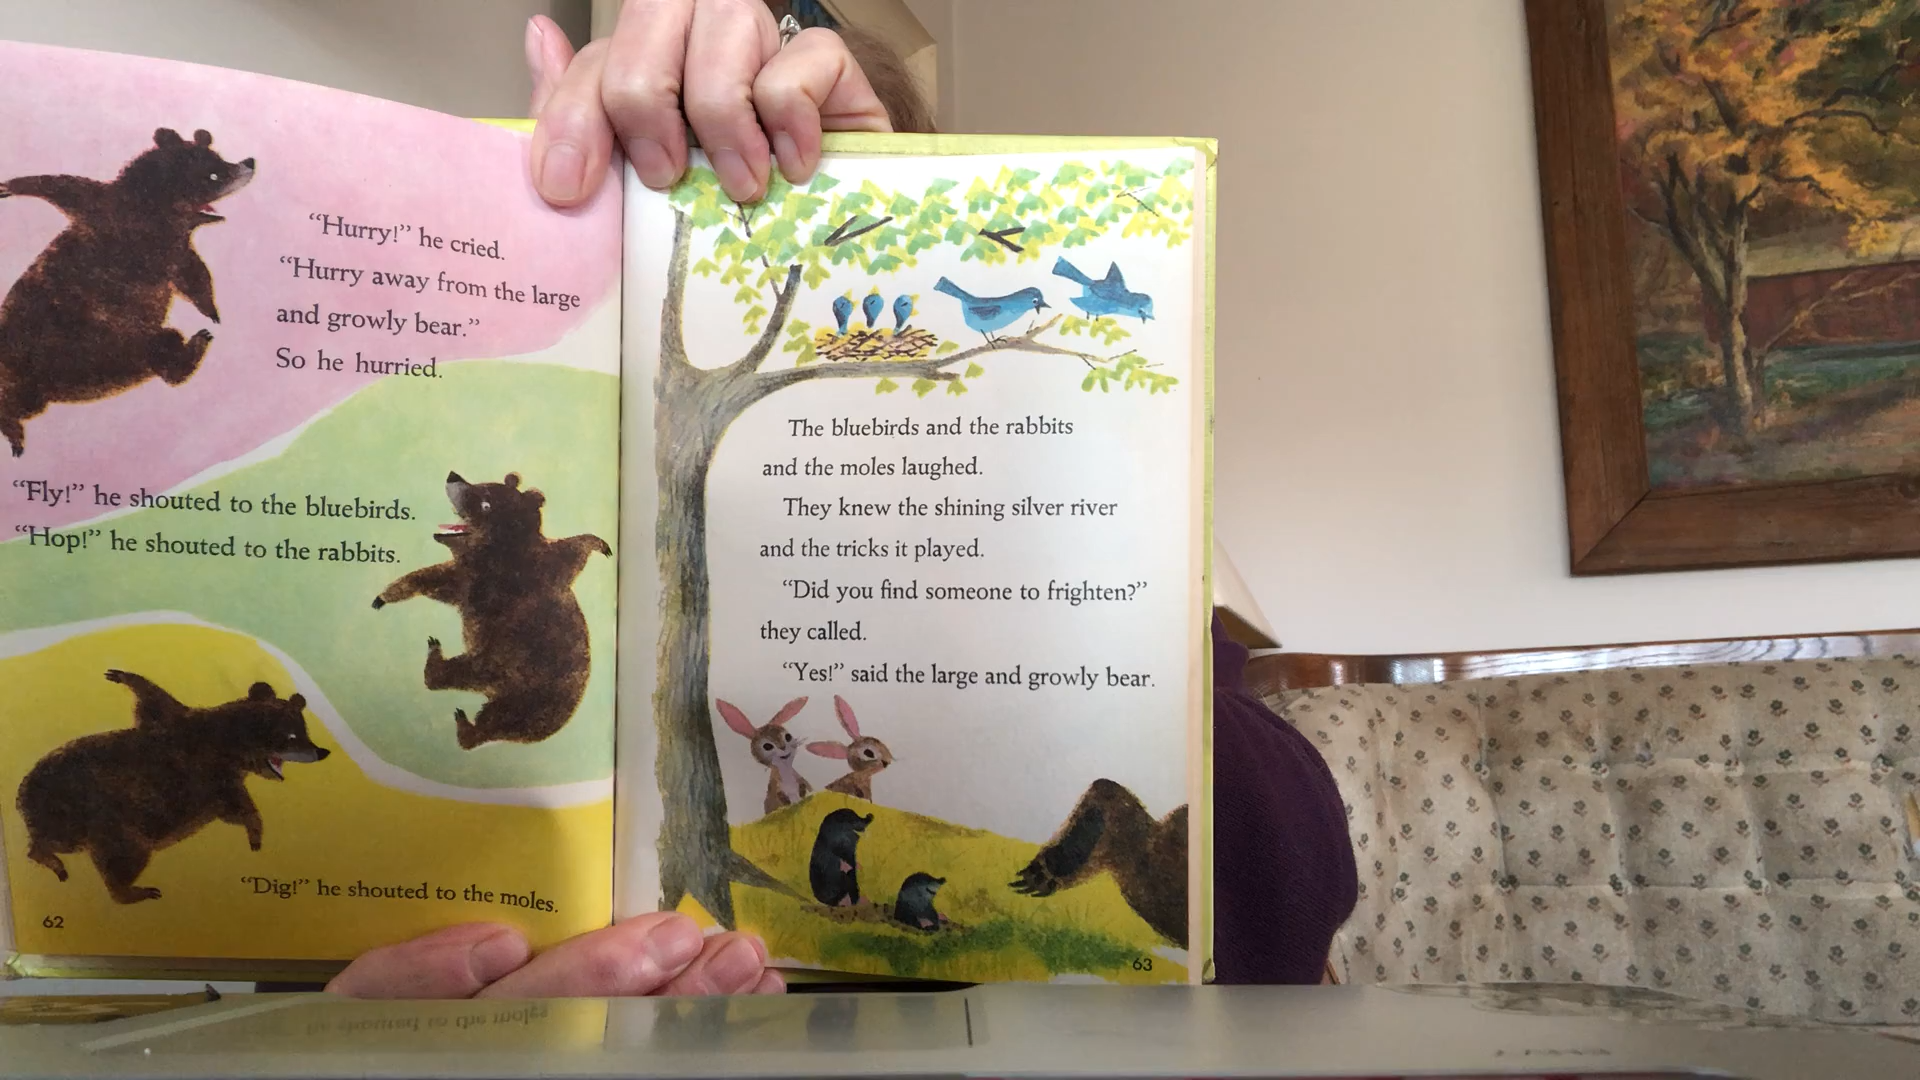 “Hurry!” he cried.
“Hurry away from the large
and growly bear.”
So he hurried.
“Fly!” he shouted to the bluebirds.
“Hop!” he shouted to the rabbits.
“Dig!” he shouted to the moles.
62
The bluebirds and the rabbits
and the moles laughed.
They knew the shining silver river
and the tricks it played.
“Did you find someone to frighten?”
they called.
“Yes!” said the large and growly bear.
63